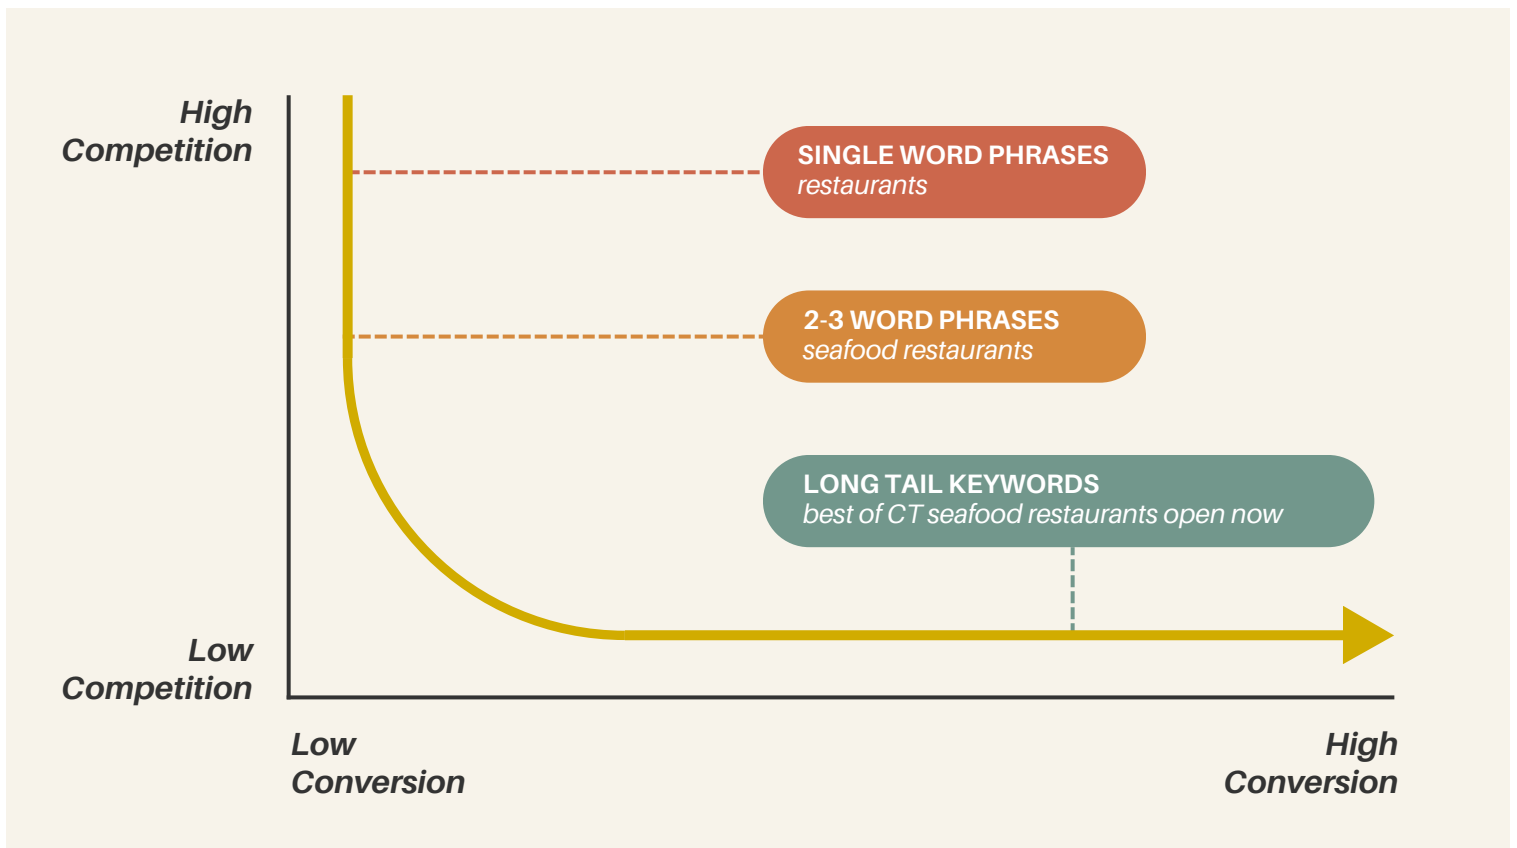 High
Competition
SINGLE WORD PHRASES
restaurants
2-3 WORD PHRASES
seafood restaurants
LONG TAIL KEYWORDS
best of CT seafood restaurants open now
Low
Competition
Low
Conversion
High
Conversion